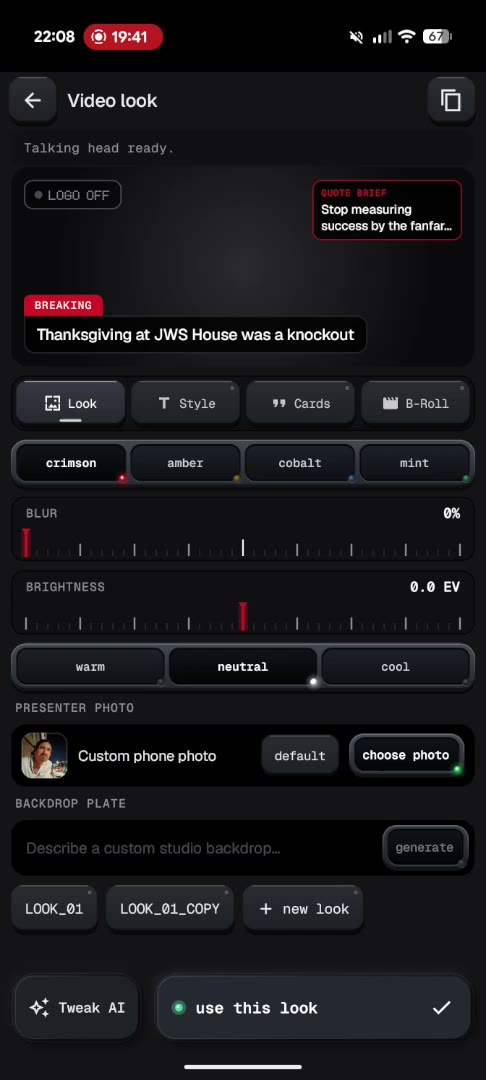 22:08
19:41
67
Video look
Talking head ready.
LOGO OFF
QUOTE BRIEF
Stop measuring
success by the fanfar...
BREAKING
Thanksgiving at JWS House was a knockout
Look
Style
Cards
B-Roll
crimson
amber
cobalt
mint
BLUR
0%
BRIGHTNESS
0.0 EV
warm
neutral
cool
PRESENTER PHOTO
Custom phone photo
default
choose photo
BACKDROP PLATE
Describe a custom studio backdrop...
generate
LOOK_01
LOOK_01_COPY
+ new look
Tweak AI
use this look